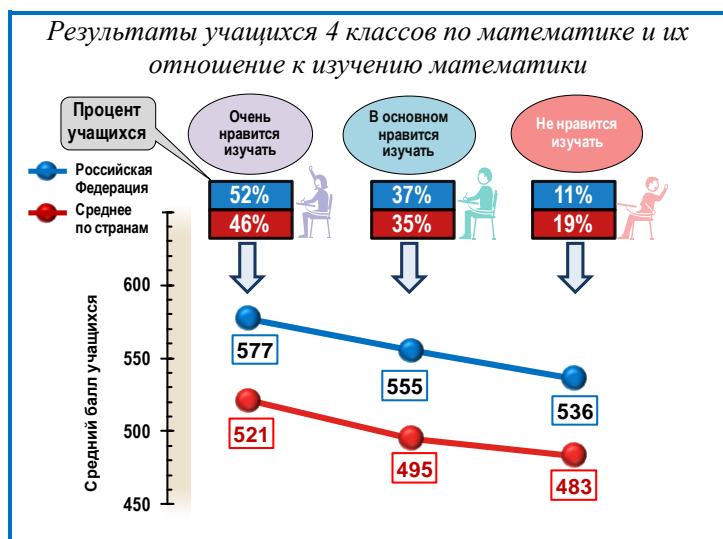 Результаты учащихся 4 классов по математике и их
отношение к изучению математики
Процент
учащихся
Очень
нравится
изучать
В основном
нравится
изучать
Не нравится
изучать
Российская
Федерация
Среднее
по странам
52%
37%
11%
46%
35%
19%
Средний балл учащихся
600
550
500
450
577
555
536
521
495
483